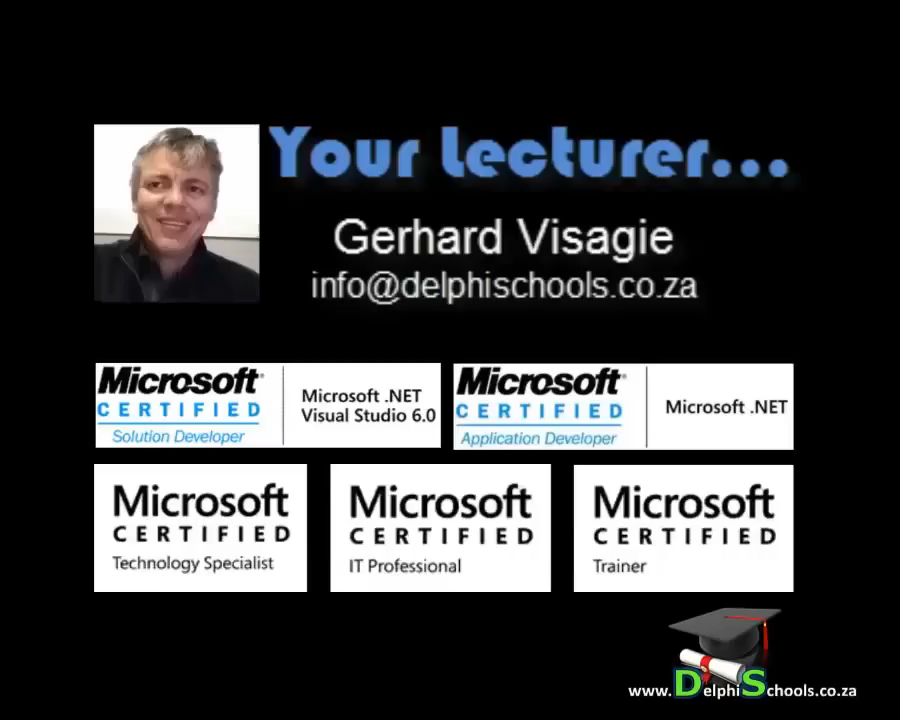 Your Lecturer...
Gerhard Visagie
info@delphischools.co.za
Microsoft
CERTIFIED
Solution Developer
Microsoft .NET
Visual Studio 6.0
Microsoft
CERTIFIED
Application Developer
Microsoft .NET
Microsoft
CERTIFIED
Technology Specialist
Microsoft
CERTIFIED
IT Professional
Microsoft
CERTIFIED
Trainer
www.DelphiSchools.co.za